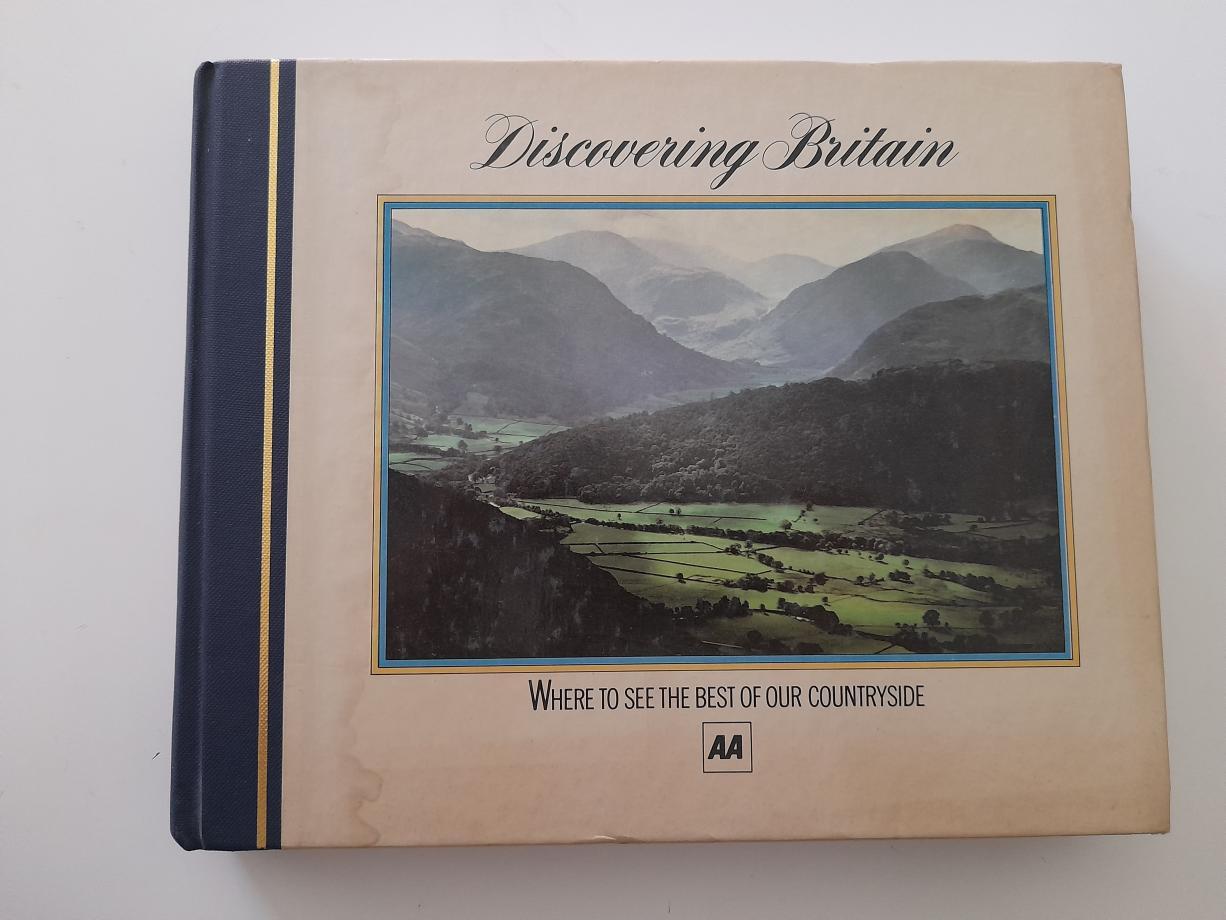 Discovering Britain
WHERE TO SEE THE BEST OF OUR COUNTRYSIDE
AA